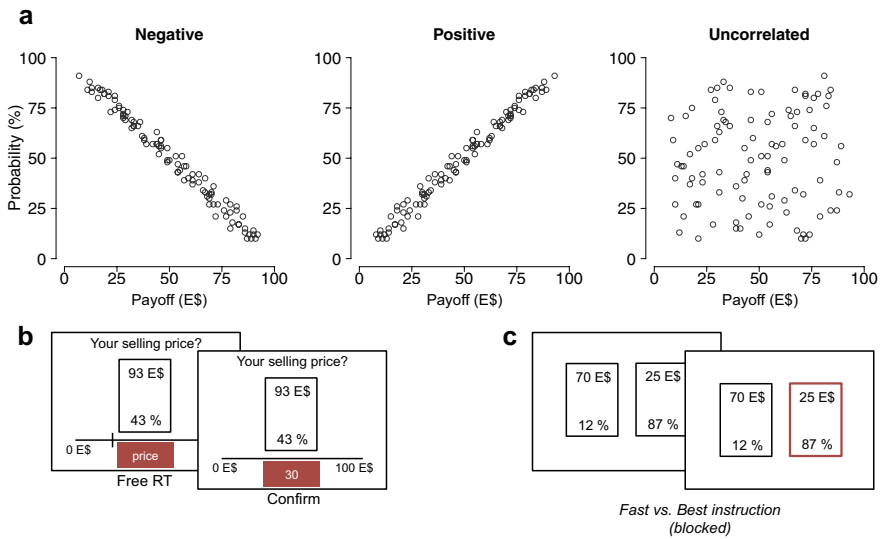 a
Negative
Positive
Uncorrelated
Probability (%)
100
75
50
25
0
0 25 50 75 100
Payoff (E$)
100
75
50
25
0
0 25 50 75 100
Payoff (E$)
100
75
50
25
0
0 25 50 75 100
Payoff (E$)
b
Your selling price?
93 E$
43 %
0 E$
price
Free RT
Your selling price?
93 E$
43 %
0 E$
100 E$
30
Confirm
c
70 E$
25 E$
12 %
87 %
70 E$
25 E$
12 %
87 %
Fast vs. Best instruction
(blocked)